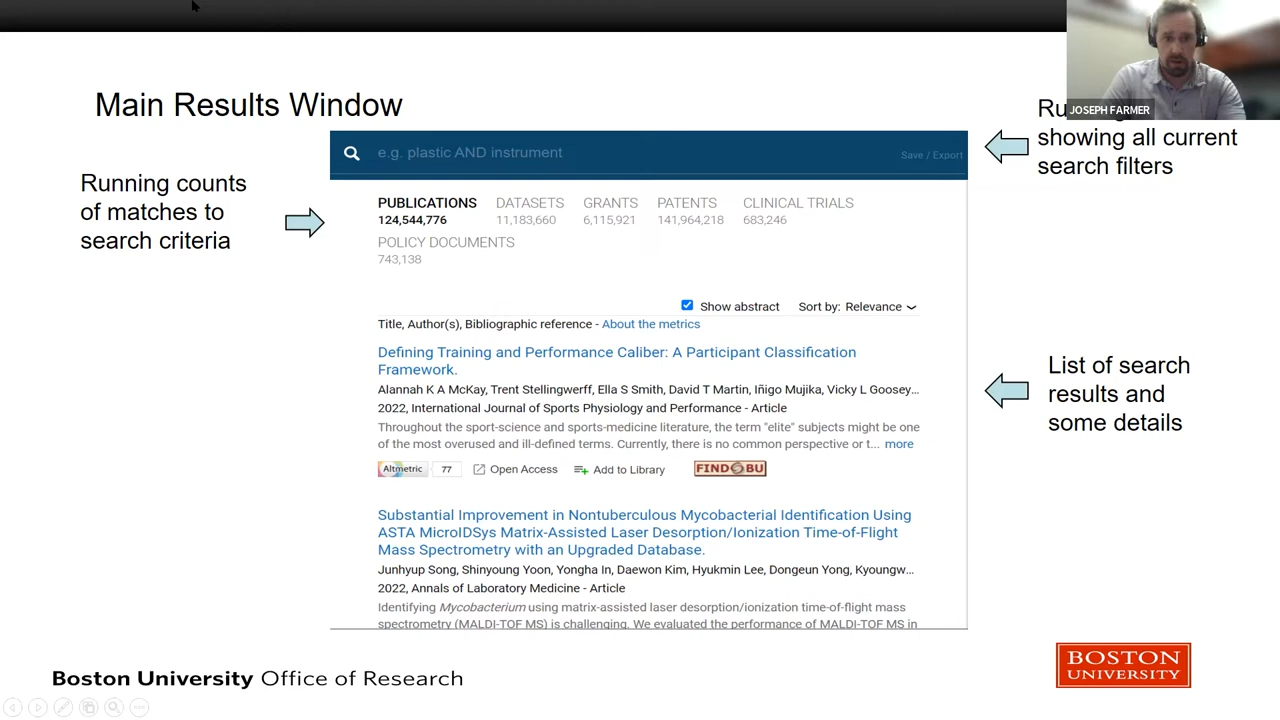 JOSEPH FARMER
Main Results Window
showing all current
search filters
Running counts
of matches to
search criteria
e.g. plastic AND instrument
Save / Export
PUBLICATIONS DATASETS GRANTS PATENTS CLINICAL TRIALS
124,544,776 11,183,660 6,115,921 141,964,218 683,246
POLICY DOCUMENTS
743,138
Show abstract Sort by: Relevance
Title, Author(s), Bibliographic reference - About the metrics
Defining Training and Performance Caliber: A Participant Classification
Framework.
Alannah K A McKay, Trent Stellingwerff, Ella S Smith, David T Martin, Iñigo Mujika, Vicky L Goosey...
2022, International Journal of Sports Physiology and Performance - Article
Throughout the sport-science and sports-medicine literature, the term "elite" subjects might be one
of the most overused and ill-defined terms. Currently, there is no common perspective or t... more
Altmetric 77 Open Access Add to Library FIND@BU
List of search
results and
some details
Substantial Improvement in Nontuberculous Mycobacterial Identification Using
ASTA MicroIDSys Matrix-Assisted Laser Desorption/Ionization Time-of-Flight
Mass Spectrometry with an Upgraded Database.
Junhyup Song, Shinyoung Yoon, Yongha In, Daewon Kim, Hyukmin Lee, Dongeun Yong, Kyoungw...
2022, Annals of Laboratory Medicine - Article
Identifying Mycobacterium using matrix-assisted laser desorption/ionization time-of-flight mass
spectrometry (MALDI-TOF MS) is challenging. We evaluated the performance of MALDI-TOF MS in
Boston University Office of Research
BOSTON
UNIVERSITY